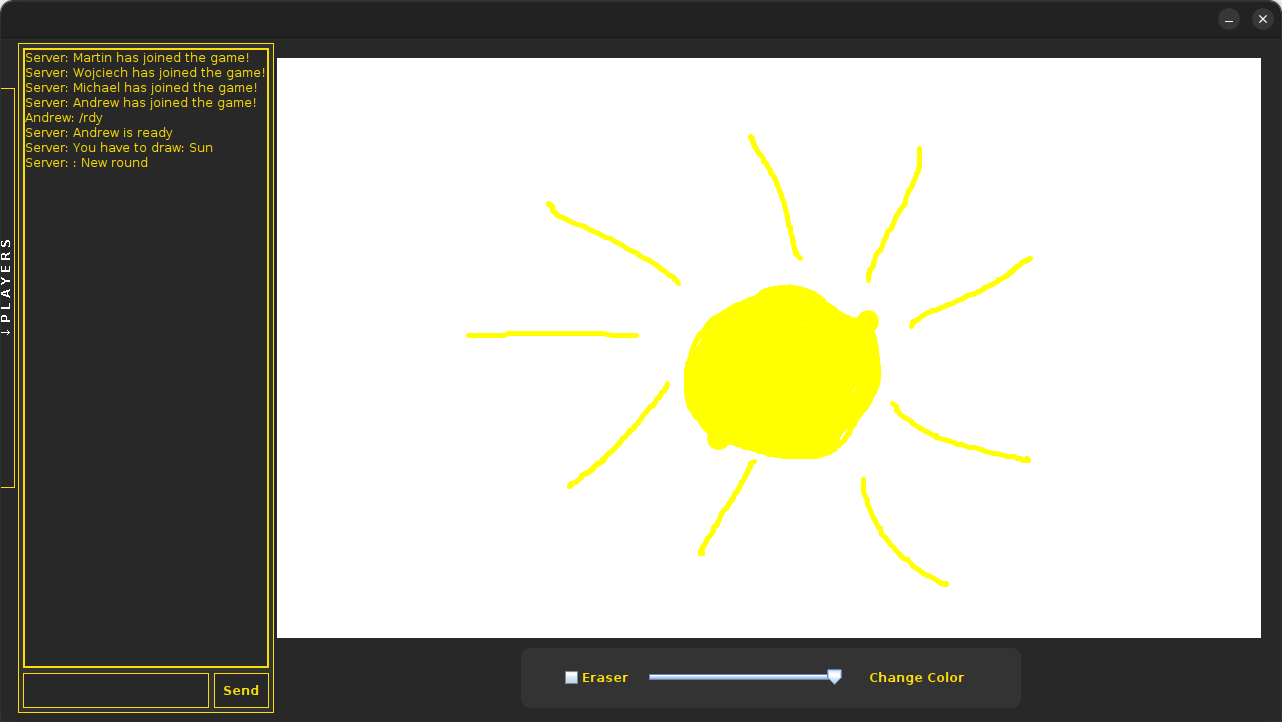 Server: Martin has joined the game!
Server: Wojciech has joined the game!
Server: Michael has joined the game!
Server: Andrew has joined the game!
Andrew: /rdy
Server: Andrew is ready
Server: You have to draw: Sun
Server: : New round
↓ PLAYERS
Send
Eraser
Change Color